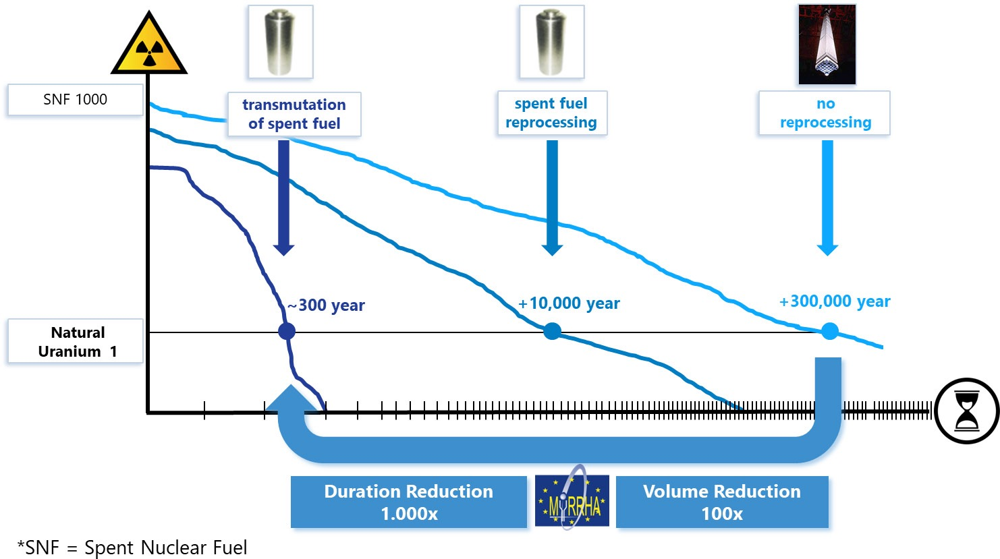 SNF 1000
transmutation
of spent fuel
spent fuel
reprocessing
no
reprocessing
~300 year
+10,000 year
+300,000 year
Natural
Uranium 1
Duration Reduction
1.000x
MYRRHA
Volume Reduction
100x
*SNF = Spent Nuclear Fuel